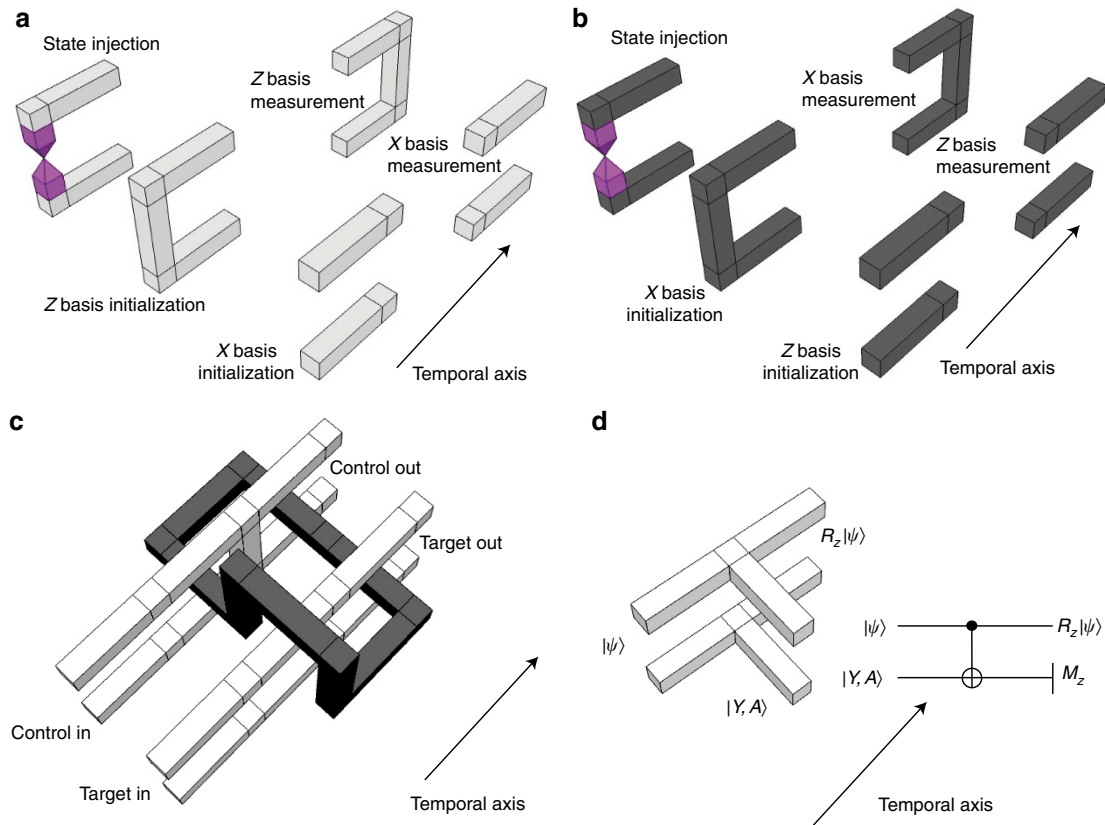 a
State injection
Z basis
measurement
X basis
measurement
Z basis initialization
X basis
initialization
Temporal axis
b
State injection
X basis
measurement
Z basis
measurement
X basis
initialization
Z basis
initialization
Temporal axis
c
Control out
Target out
Control in
Target in
Temporal axis
d
R_z|ψ⟩
|ψ⟩
|Y, A⟩
|ψ⟩
R_z|ψ⟩
|Y, A⟩
M_z
Temporal axis